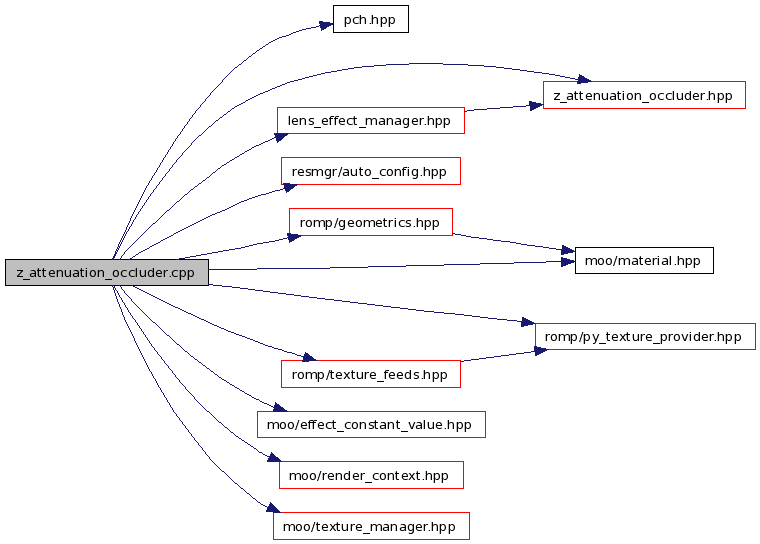 pch.hpp
z_attenuation_occluder.hpp
lens_effect_manager.hpp
resmgr/auto_config.hpp
romp/geometrics.hpp
moo/material.hpp
z_attenuation_occluder.cpp
romp/py_texture_provider.hpp
romp/texture_feeds.hpp
moo/effect_constant_value.hpp
moo/render_context.hpp
moo/texture_manager.hpp